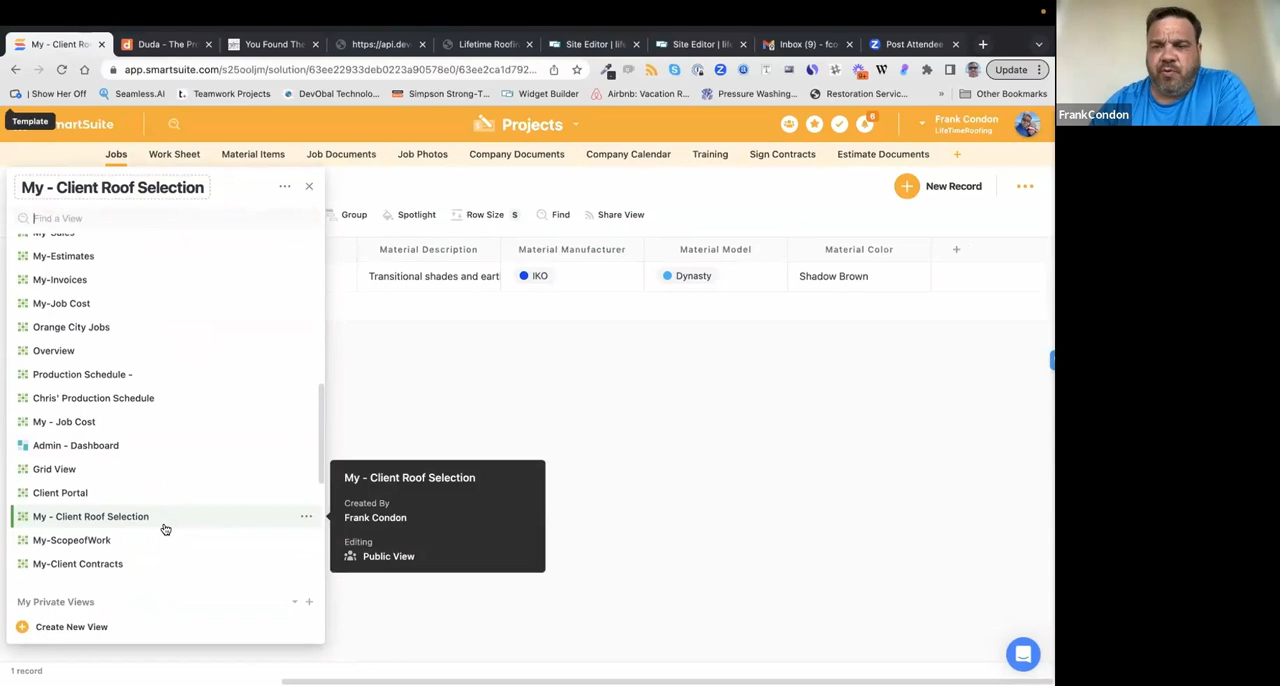 My - Client Roo
Duda - The Pro
You Found The
https://api.dev
Lifetime Roofin
Site Editor | life
Site Editor | life
Inbox (9) - fco
Post Attendee
app.smartsuite.com/s25ooljm/solution/63ee22933deb0223a90578e0/63ee2ca1d792...
Update
| Show Her Off
Seamless.AI
Teamwork Projects
DevObal Technolo...
Simpson Strong-T...
Widget Builder
Airbnb: Vacation R...
Pressure Washing...
Restoration Servic...
»
Other Bookmarks
Template
martSuite
Projects
6
Frank Condon
LifeTimeRoofing
FrankCondon
Jobs
Work Sheet
Material Items
Job Documents
Job Photos
Company Documents
Company Calendar
Training
Sign Contracts
Estimate Documents
My - Client Roof Selection
New Record
Find a View
Group
Spotlight
Row Size S
Find
Share View
My-Sales
My-Estimates
My-Invoices
My-Job Cost
Orange City Jobs
Overview
Production Schedule -
Chris' Production Schedule
My - Job Cost
Admin - Dashboard
Grid View
Client Portal
My - Client Roof Selection
My-ScopeofWork
My-Client Contracts
My Private Views
Create New View
Material Description
Material Manufacturer
Material Model
Material Color
Transitional shades and eart
IKO
Dynasty
Shadow Brown
My - Client Roof Selection
Created By
Frank Condon
Editing
Public View
1 record